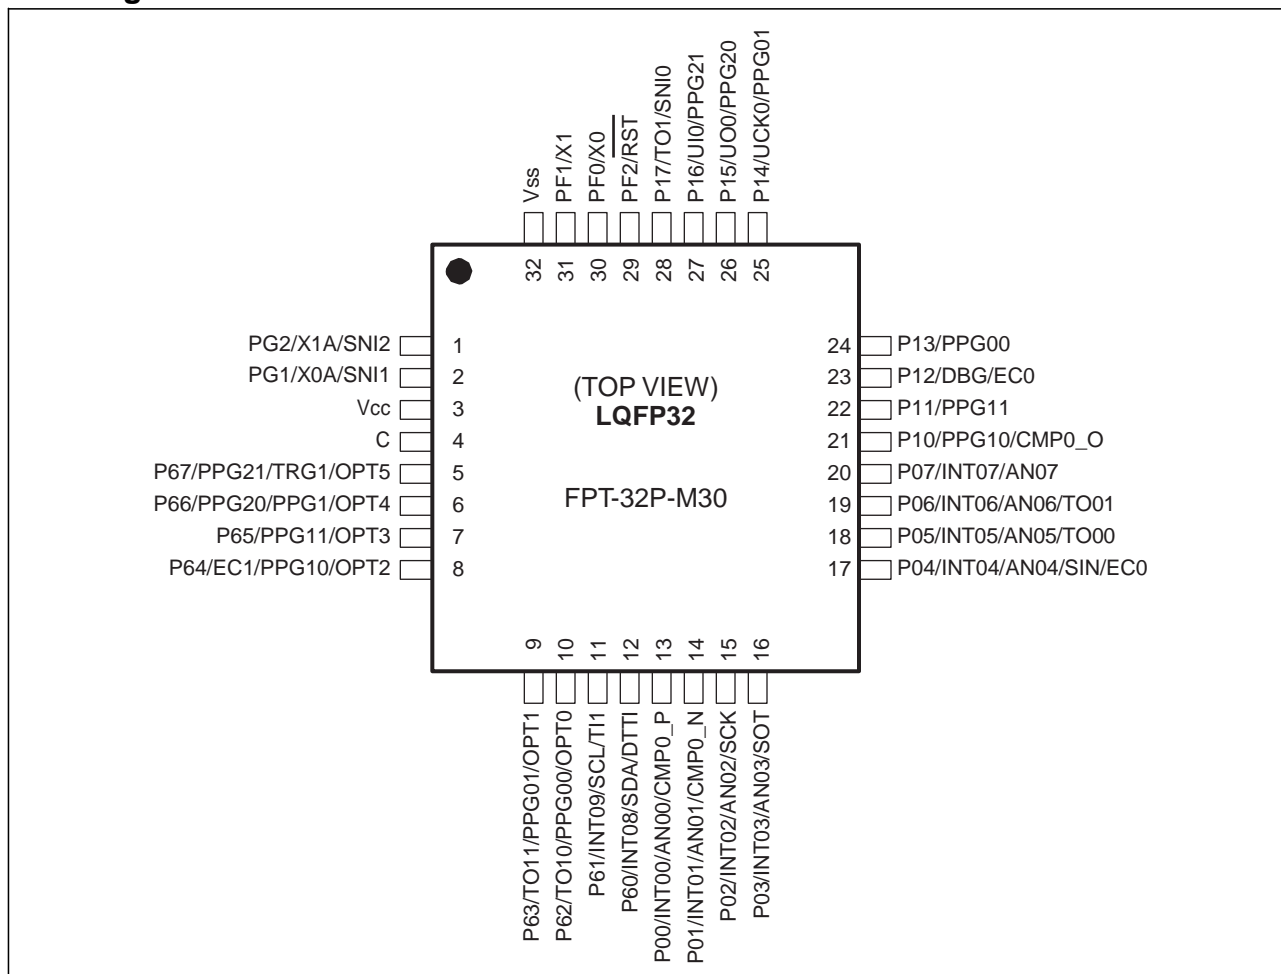 Vss
PF1/X1
PF0/X0
PF2/RST
P17/TO1/SNI0
P16/UI0/PPG21
P15/UO0/PPG20
P14/UCK0/PPG01
32
31
30
29
28
27
26
25
PG2/X1A/SNI2
1
PG1/X0A/SNI1
2
Vcc
3
C
4
P67/PPG21/TRG1/OPT5
5
P66/PPG20/PPG1/OPT4
6
P65/PPG11/OPT3
7
P64/EC1/PPG10/OPT2
8
(TOP VIEW)
LQFP32
FPT-32P-M30
24
P13/PPG00
23
P12/DBG/EC0
22
P11/PPG11
21
P10/PPG10/CMP0_O
20
P07/INT07/AN07
19
P06/INT06/AN06/TO01
18
P05/INT05/AN05/TO00
17
P04/INT04/AN04/SIN/EC0
9
10
11
12
13
14
15
16
P63/TO11/PPG01/OPT1
P62/TO10/PPG00/OPT0
P61/INT09/SCL/TI1
P60/INT08/SDA/DTTI
P00/INT00/AN00/CMP0_P
P01/INT01/AN01/CMP0_N
P02/INT02/AN02/SCK
P03/INT03/AN03/SOT